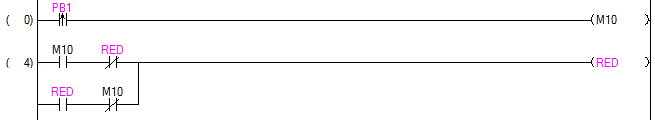 PB1
( 0) (M10 )
M10 RED
( 4) (RED )
RED M10